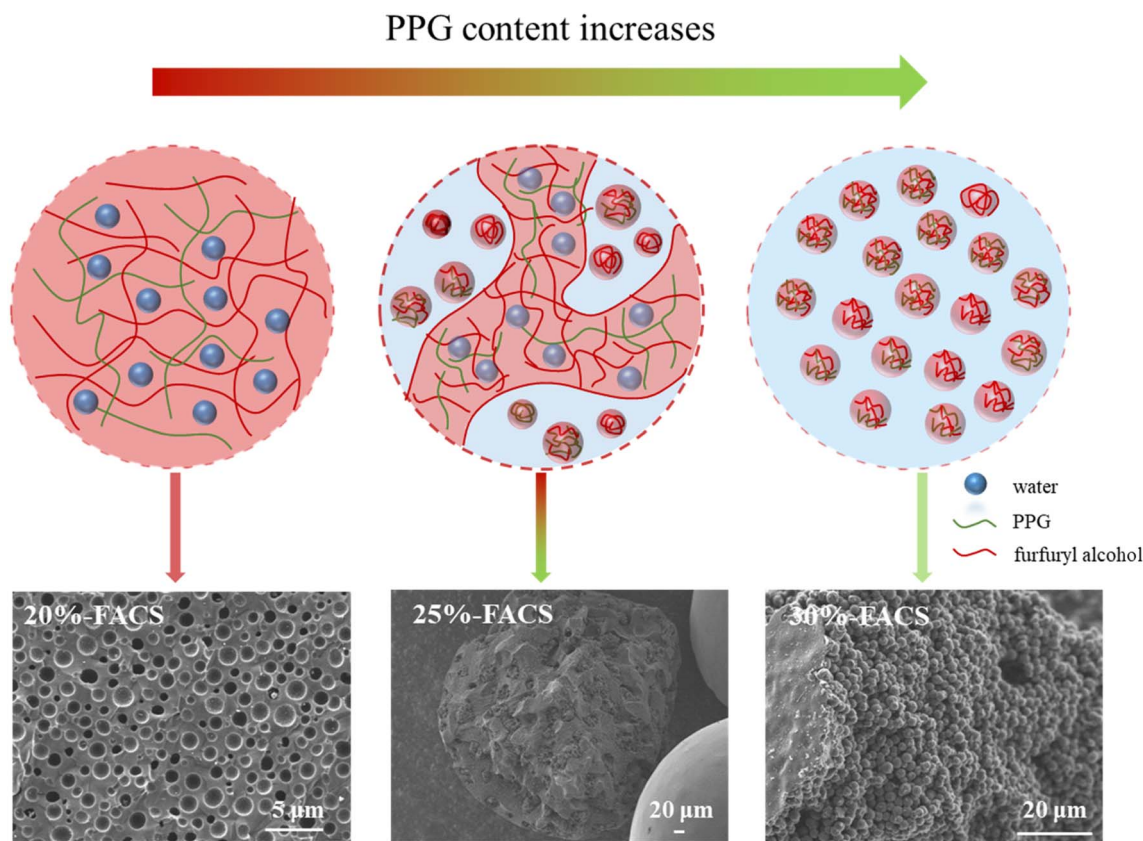 PPG content increases
water
PPG
furfuryl alcohol
20%-FACS
5 μm
25%-FACS
20 μm
30%-FACS
20 μm